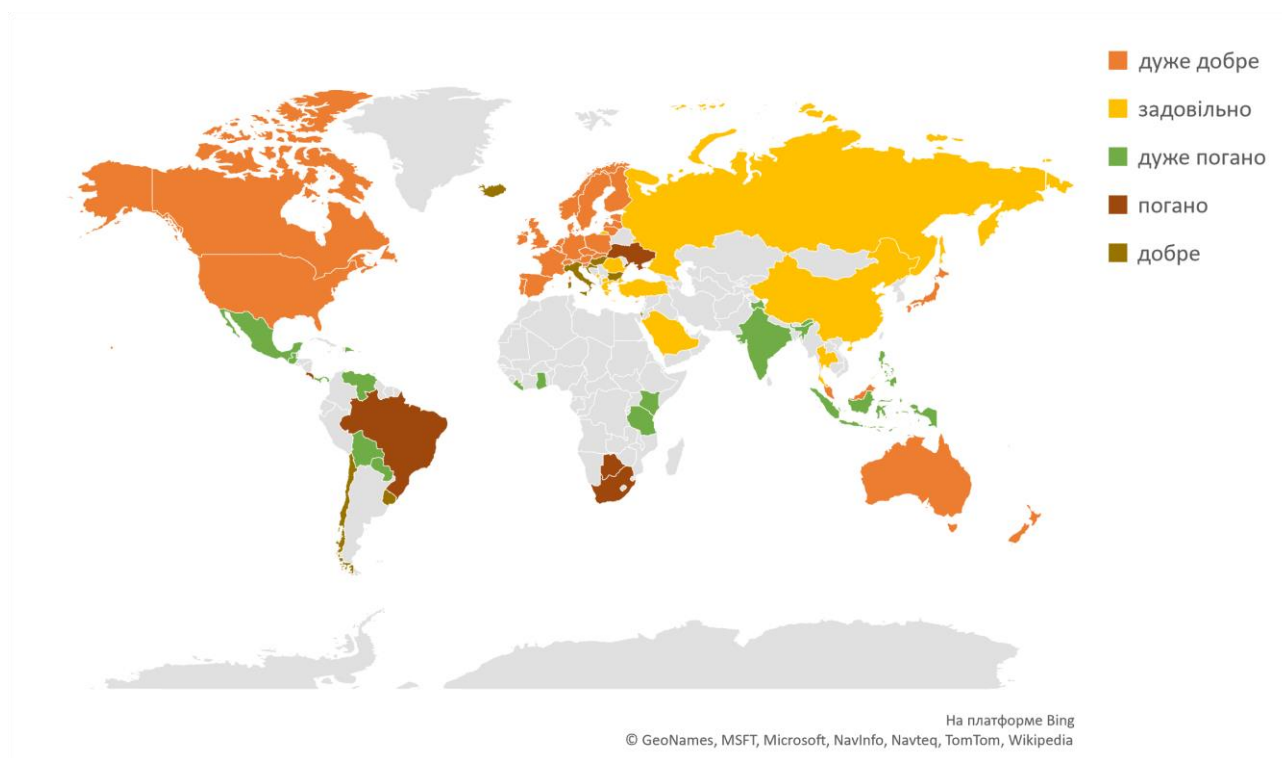 дуже добре
задовільно
дуже погано
погано
добре
На платформе Bing
© GeoNames, MSFT, Microsoft, NavInfo, Navteq, TomTom, Wikipedia